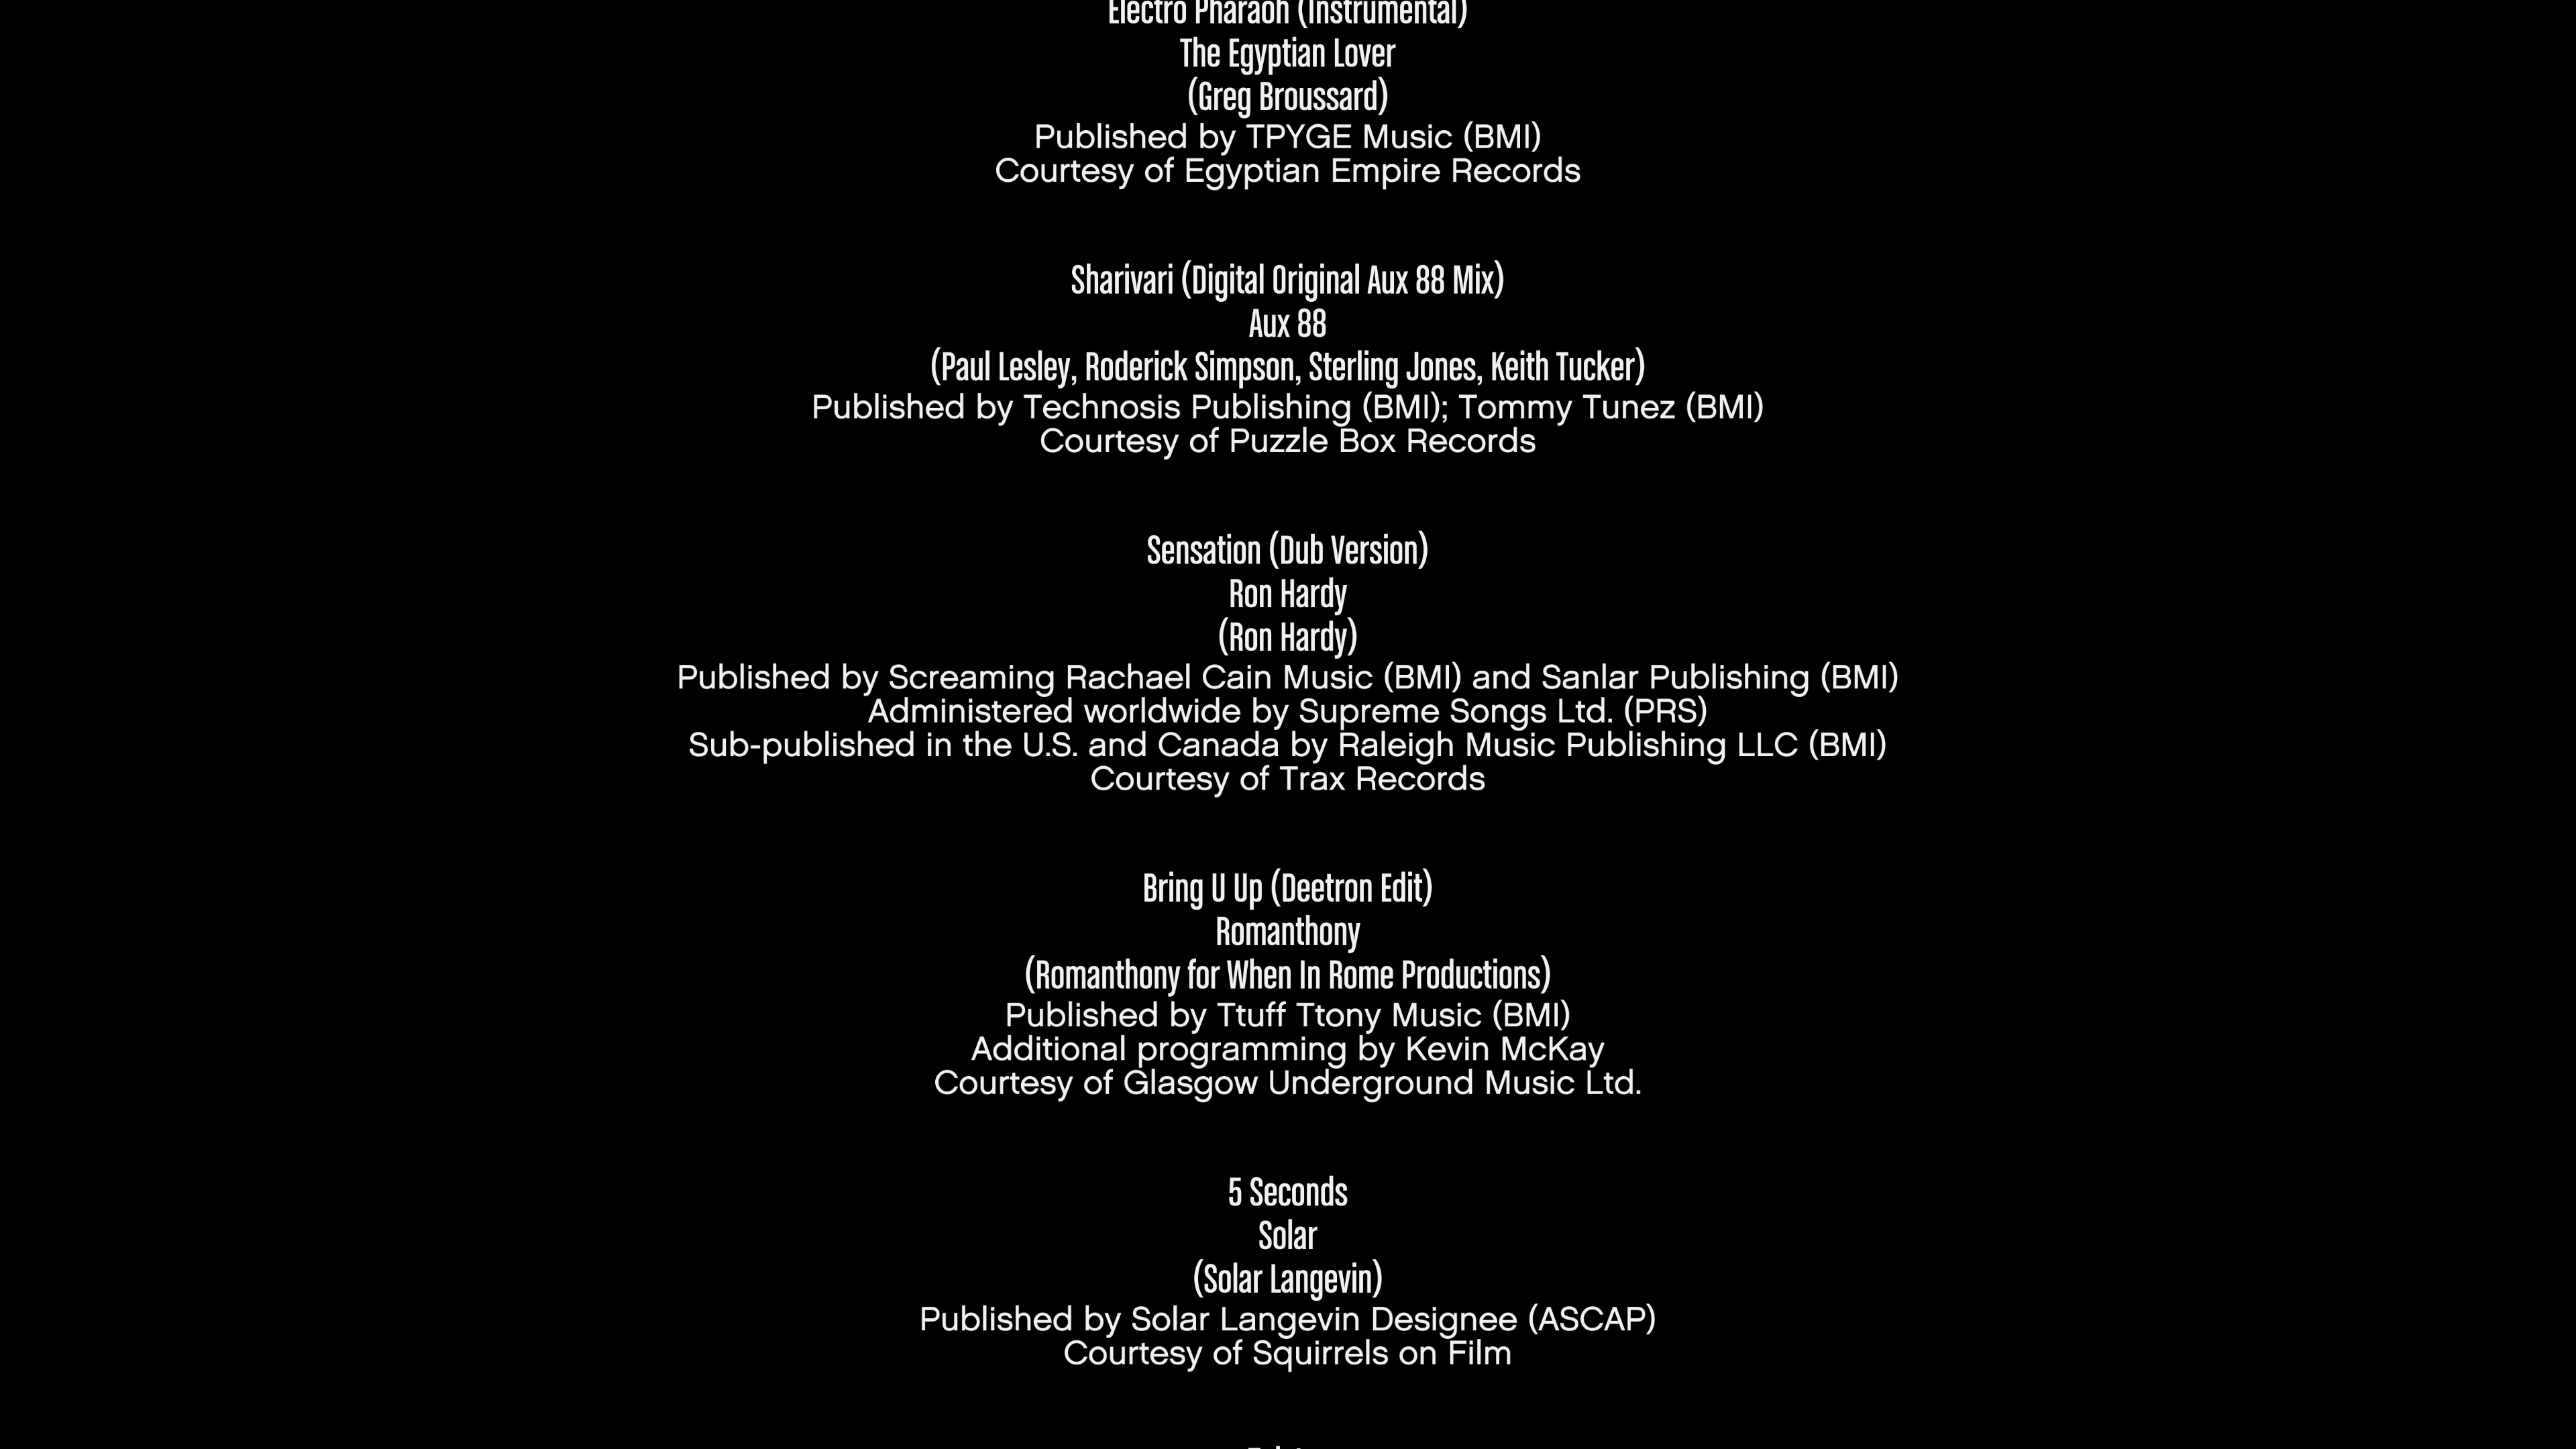 Electro Pharaoh (Instrumental)
The Egyptian Lover
(Greg Broussard)
Published by TPYGE Music (BMI)
Courtesy of Egyptian Empire Records
Sharivari (Digital Original Aux 88 Mix)
Aux 88
(Paul Lesley, Roderick Simpson, Sterling Jones, Keith Tucker)
Published by Technosis Publishing (BMI); Tommy Tunez (BMI)
Courtesy of Puzzle Box Records
Sensation (Dub Version)
Ron Hardy
(Ron Hardy)
Published by Screaming Rachael Cain Music (BMI) and Sanlar Publishing (BMI)
Administered worldwide by Supreme Songs Ltd. (PRS)
Sub-published in the U.S. and Canada by Raleigh Music Publishing LLC (BMI)
Courtesy of Trax Records
Bring U Up (Deetron Edit)
Romanthony
(Romanthony for When In Rome Productions)
Published by Ttuff Ttony Music (BMI)
Additional programming by Kevin McKay
Courtesy of Glasgow Underground Music Ltd.
5 Seconds
Solar
(Solar Langevin)
Published by Solar Langevin Designee (ASCAP)
Courtesy of Squirrels on Film